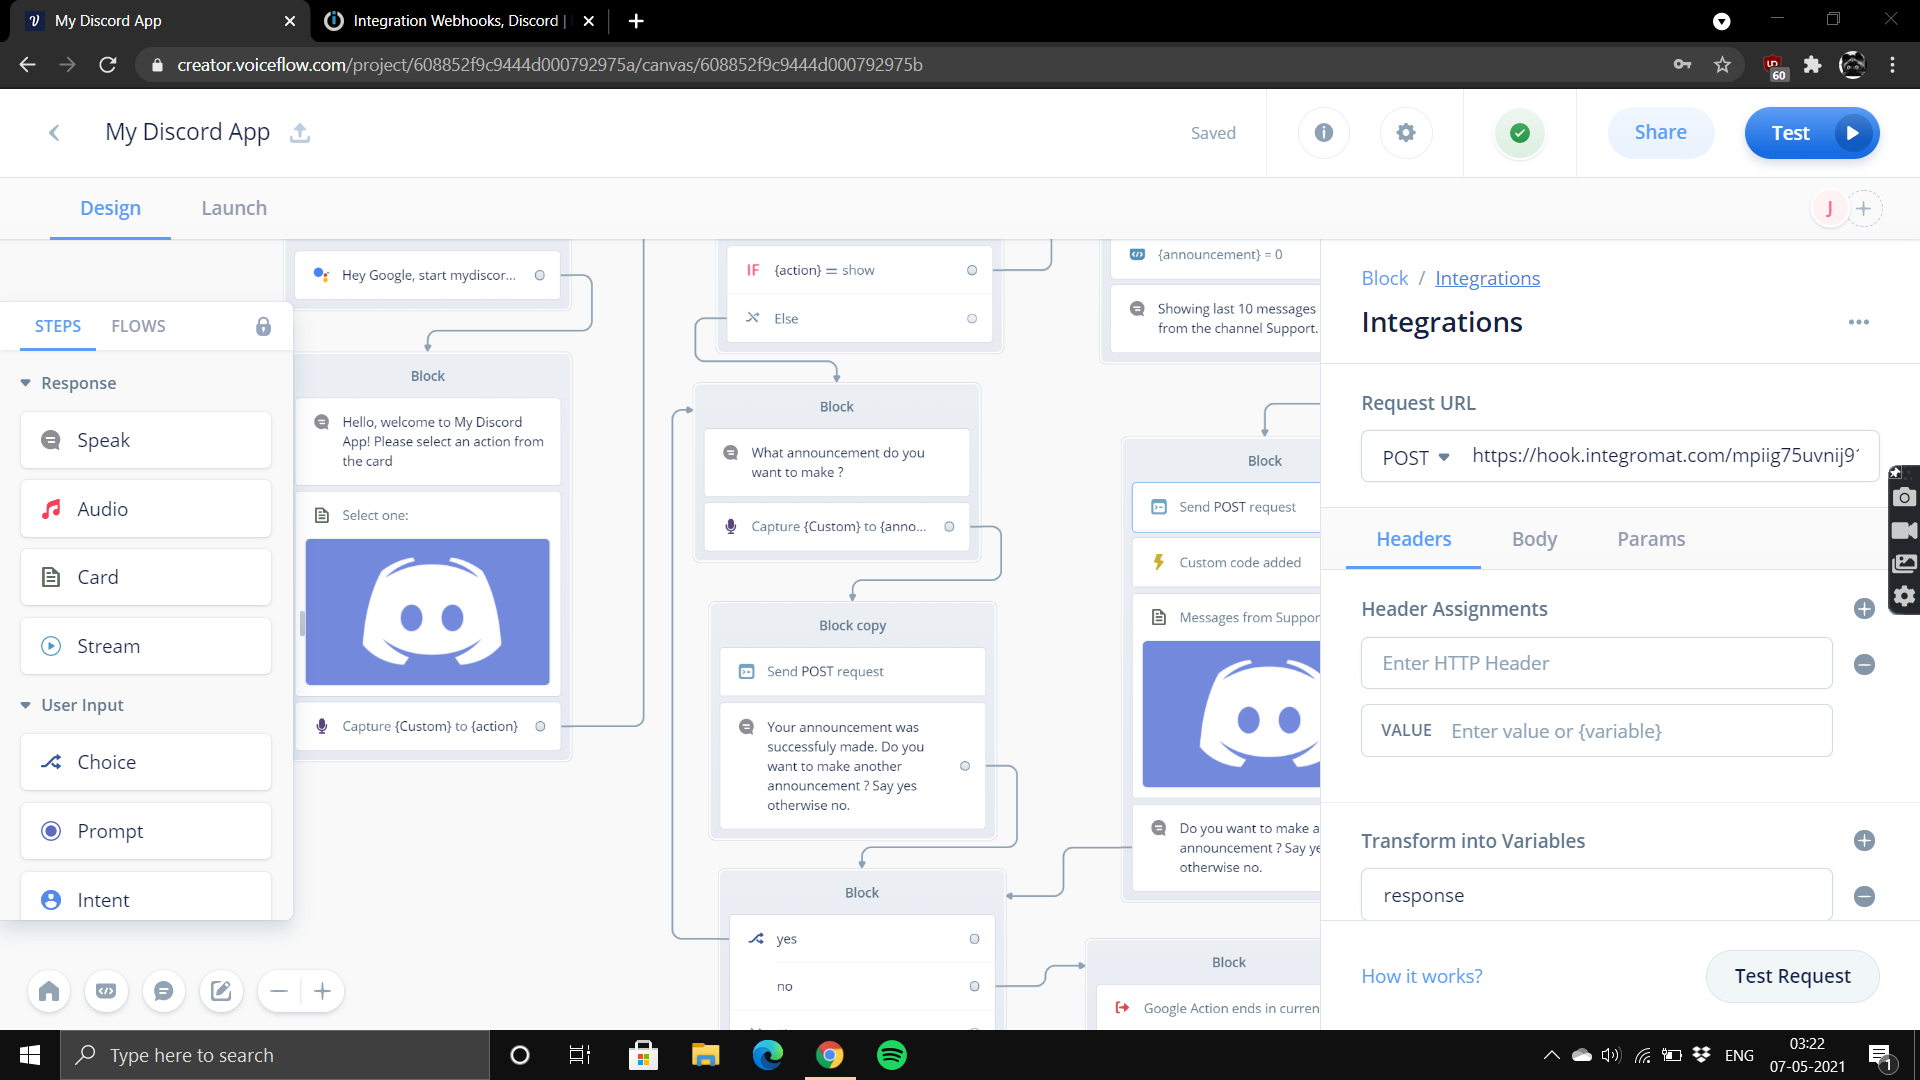 My Discord App
Integration Webhooks, Discord |
creator.voiceflow.com/project/608852f9c9444d000792975a/canvas/608852f9c9444d000792975b
60
My Discord App
Saved
Share
Test
Design
Launch
J
STEPS
FLOWS
Response
Speak
Audio
Card
Stream
User Input
Choice
Prompt
Intent
Hey Google, start mydiscor...
Block
Hello, welcome to My Discord
App! Please select an action from
the card
Select one:
Capture {Custom} to {action}
IF {action} = show
Else
Block
What announcement do you
want to make ?
Capture {Custom} to {anno...
Block copy
Send POST request
Your announcement was
successfuly made. Do you
want to make another
announcement ? Say yes
otherwise no.
Block
yes
no
{announcement} = 0
Showing last 10 messages
from the channel Support.
Block
Send POST request
Custom code added
Messages from Suppor
Do you want to make a
announcement ? Say ye
otherwise no.
Block
Google Action ends in curren
Block / Integrations
Integrations
Request URL
POST https://hook.integromat.com/mpiig75uvnij9
Headers
Body
Params
Header Assignments
Enter HTTP Header
VALUE Enter value or {variable}
Transform into Variables
response
How it works?
Test Request
Type here to search
ENG
03:22
07-05-2021
1